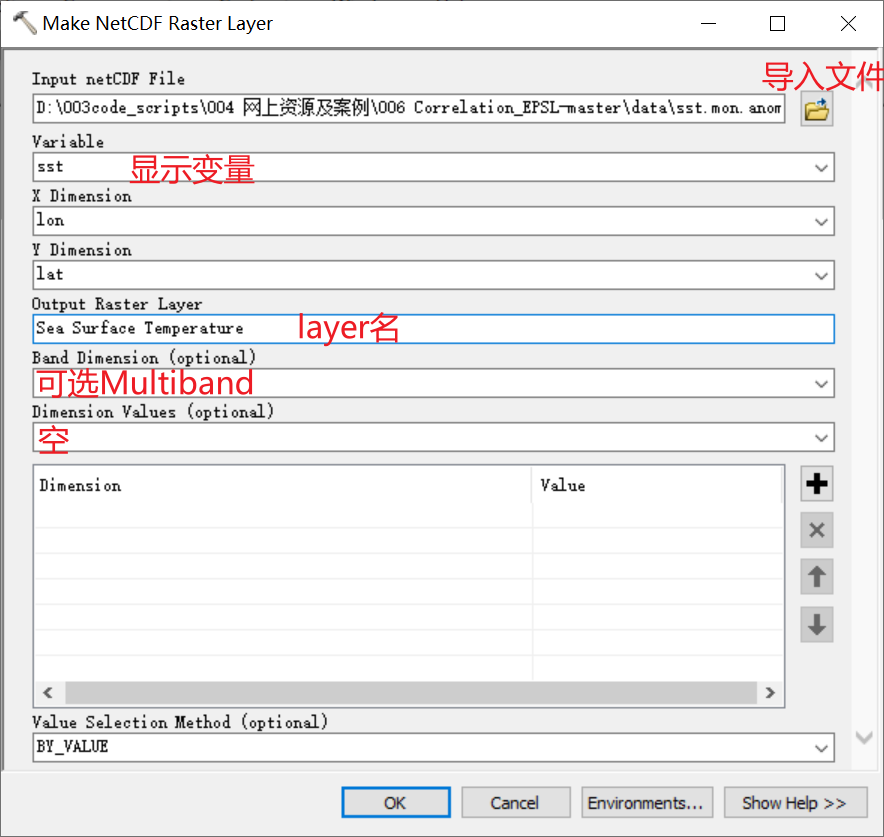 Make NetCDF Raster Layer
Input netCDF File
导入文件
D:\003code_scripts\004 网上资源及案例\006 Correlation_EPSL-master\data\sst.mon.anom
Variable
sst
显示变量
X Dimension
lon
Y Dimension
lat
Output Raster Layer
Sea Surface Temperature
layer名
Band Dimension (optional)
可选Multiband
Dimension Values (optional)
空
Dimension Value
Value Selection Method (optional)
BY_VALUE
OK Cancel Environments... Show Help >>